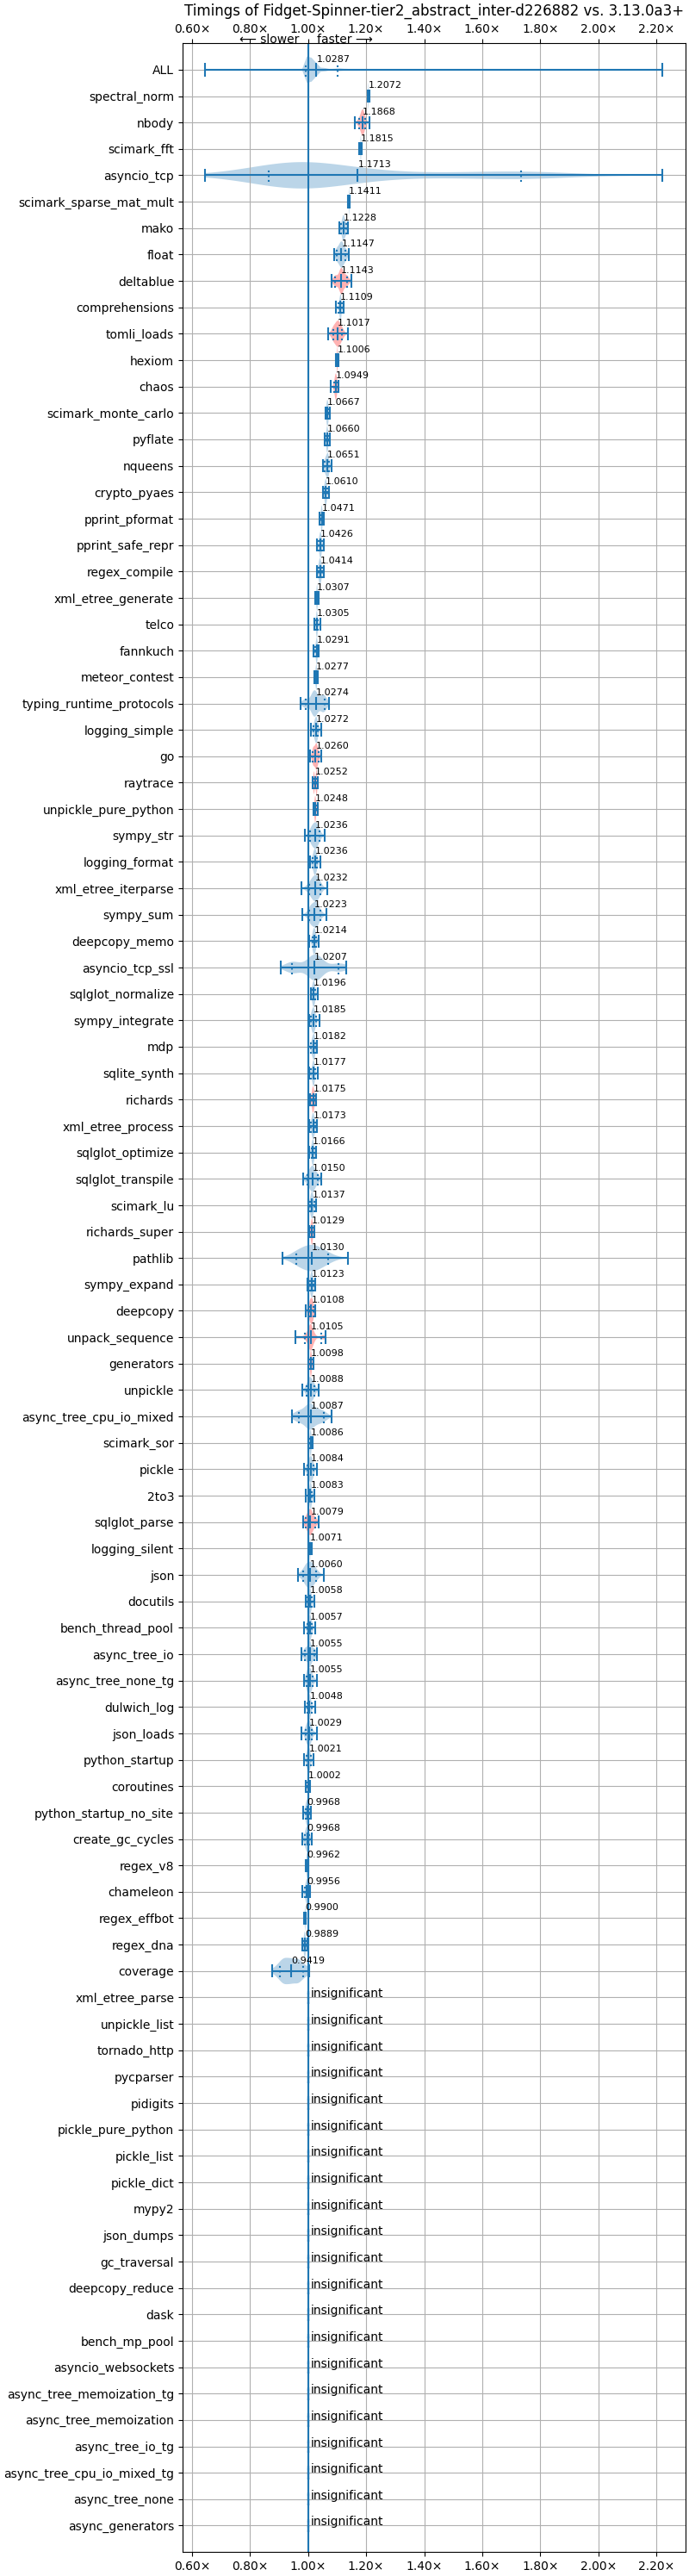 Timings of Fidget-Spinner-tier2_abstract_inter-d226882 vs. 3.13.0a3+
0.60× 0.80× 1.00× 1.20× 1.40× 1.60× 1.80× 2.00× 2.20×
⟵ slower faster ⟶
ALL 1.0287
spectral_norm 1.2072
nbody 1.1868
scimark_fft 1.1815
asyncio_tcp 1.1713
scimark_sparse_mat_mult 1.1411
mako 1.1228
float 1.1147
deltablue 1.1143
comprehensions 1.1109
tomli_loads 1.1017
hexiom 1.1006
chaos 1.0949
scimark_monte_carlo 1.0667
pyflate 1.0660
nqueens 1.0651
crypto_pyaes 1.0610
pprint_pformat 1.0471
pprint_safe_repr 1.0426
regex_compile 1.0414
xml_etree_generate 1.0307
telco 1.0305
fannkuch 1.0291
meteor_contest 1.0277
typing_runtime_protocols 1.0274
logging_simple 1.0272
go 1.0260
raytrace 1.0252
unpickle_pure_python 1.0248
sympy_str 1.0236
logging_format 1.0236
xml_etree_iterparse 1.0232
sympy_sum 1.0223
deepcopy_memo 1.0214
asyncio_tcp_ssl 1.0207
sqlglot_normalize 1.0196
sympy_integrate 1.0185
mdp 1.0182
sqlite_synth 1.0177
richards 1.0175
xml_etree_process 1.0173
sqlglot_optimize 1.0166
sqlglot_transpile 1.0150
scimark_lu 1.0137
richards_super 1.0129
pathlib 1.0130
sympy_expand 1.0123
deepcopy 1.0108
unpack_sequence 1.0105
generators 1.0098
unpickle 1.0088
async_tree_cpu_io_mixed 1.0087
scimark_sor 1.0086
pickle 1.0084
2to3 1.0083
sqlglot_parse 1.0079
logging_silent 1.0071
json 1.0060
docutils 1.0058
bench_thread_pool 1.0057
async_tree_io 1.0055
async_tree_none_tg 1.0055
dulwich_log 1.0048
json_loads 1.0029
python_startup 1.0021
coroutines 1.0002
python_startup_no_site 0.9968
create_gc_cycles 0.9968
regex_v8 0.9962
chameleon 0.9956
regex_effbot 0.9900
regex_dna 0.9889
coverage 0.9419
xml_etree_parse insignificant
unpickle_list insignificant
tornado_http insignificant
pycparser insignificant
pidigits insignificant
pickle_pure_python insignificant
pickle_list insignificant
pickle_dict insignificant
mypy2 insignificant
json_dumps insignificant
gc_traversal insignificant
deepcopy_reduce insignificant
dask insignificant
bench_mp_pool insignificant
asyncio_websockets insignificant
async_tree_memoization_tg insignificant
async_tree_memoization insignificant
async_tree_io_tg insignificant
async_tree_cpu_io_mixed_tg insignificant
async_tree_none insignificant
async_generators insignificant
0.60× 0.80× 1.00× 1.20× 1.40× 1.60× 1.80× 2.00× 2.20×